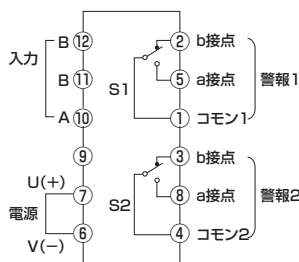 B ⑫
入力
B ⑪
A ⑩
⑨
U(+) ⑦
電源
V(−) ⑥
S1
② b接点
⑤ a接点
① コモン1
警報1
S2
③ b接点
⑧ a接点
④ コモン2
警報2